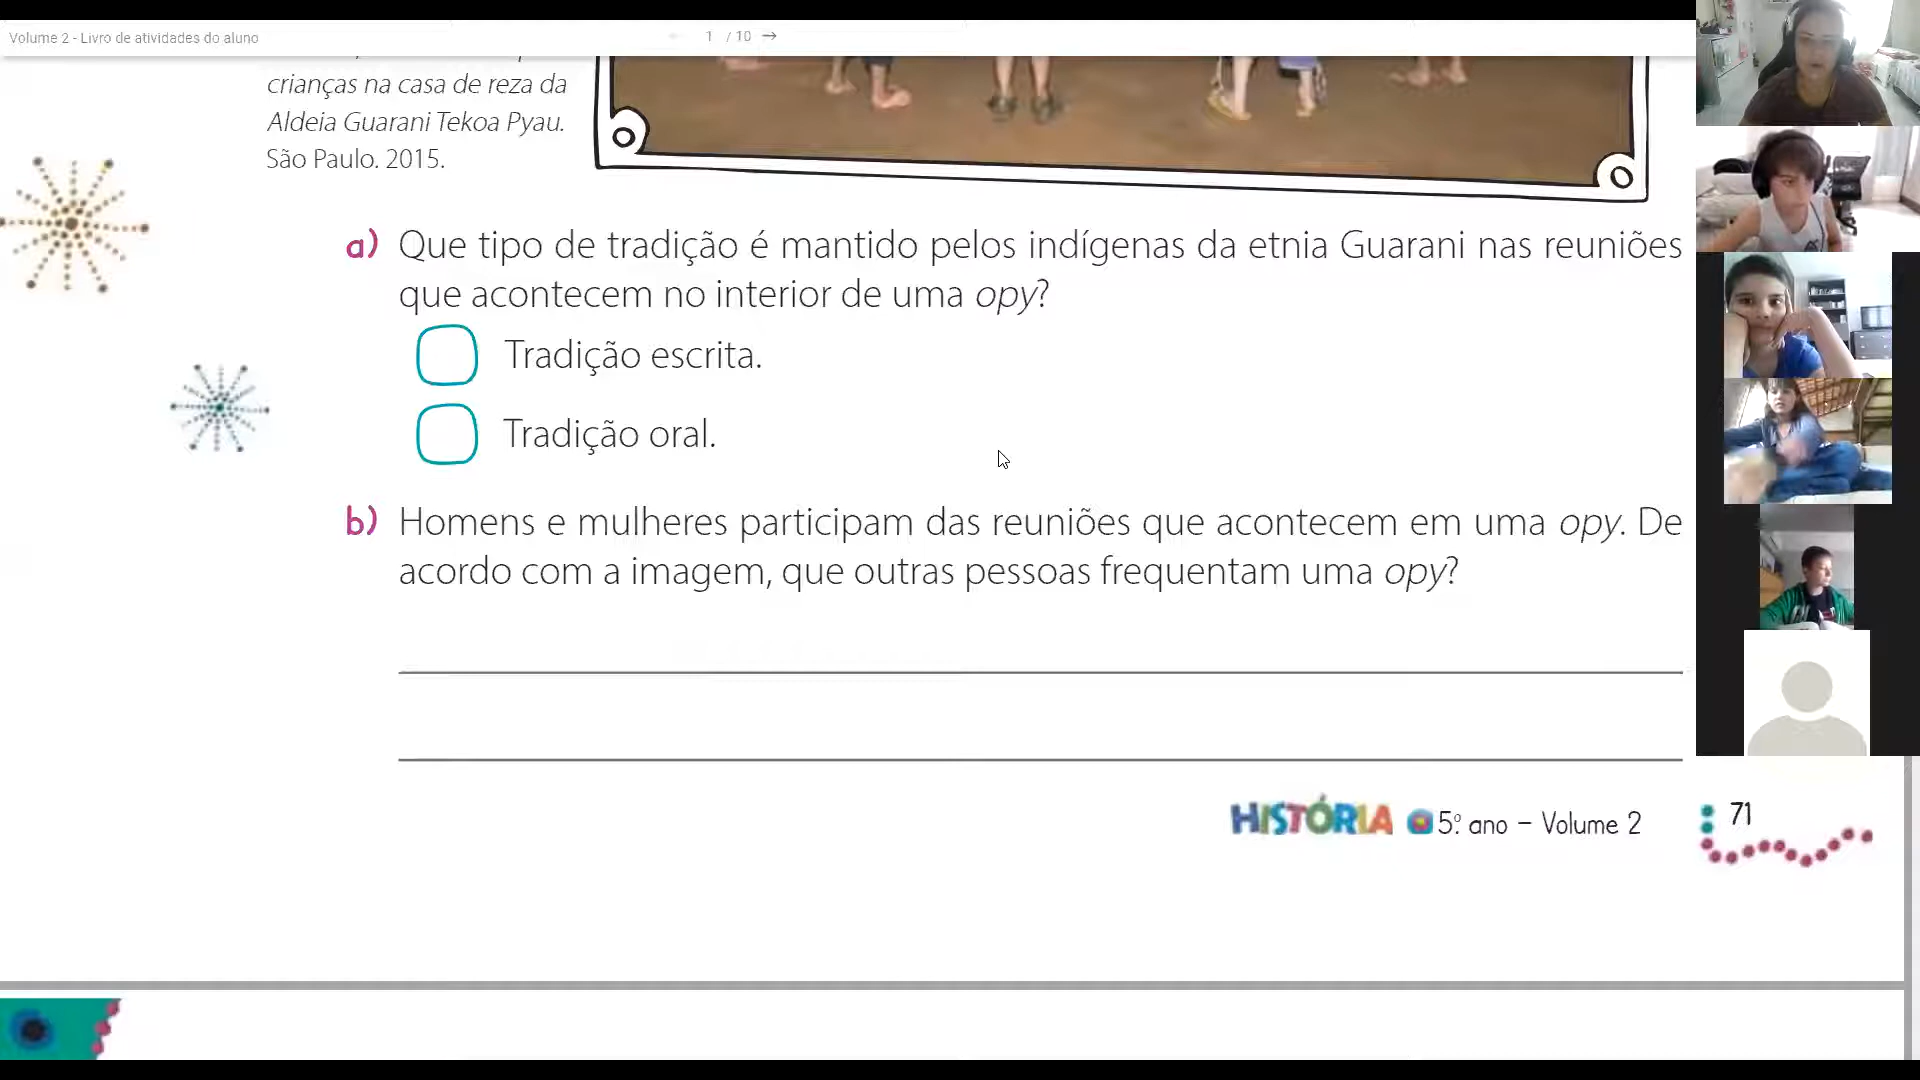 Volume 2 - Livro de atividades do aluno
1 / 10
crianças na casa de reza da
Aldeia Guarani Tekoa Pyau.
São Paulo. 2015.
a) Que tipo de tradição é mantido pelos indígenas da etnia Guarani nas reuniões
que acontecem no interior de uma opy?
Tradição escrita.
Tradição oral.
b) Homens e mulheres participam das reuniões que acontecem em uma opy. De
acordo com a imagem, que outras pessoas frequentam uma opy?
HISTÓRIA 5º. ano – Volume 2
71